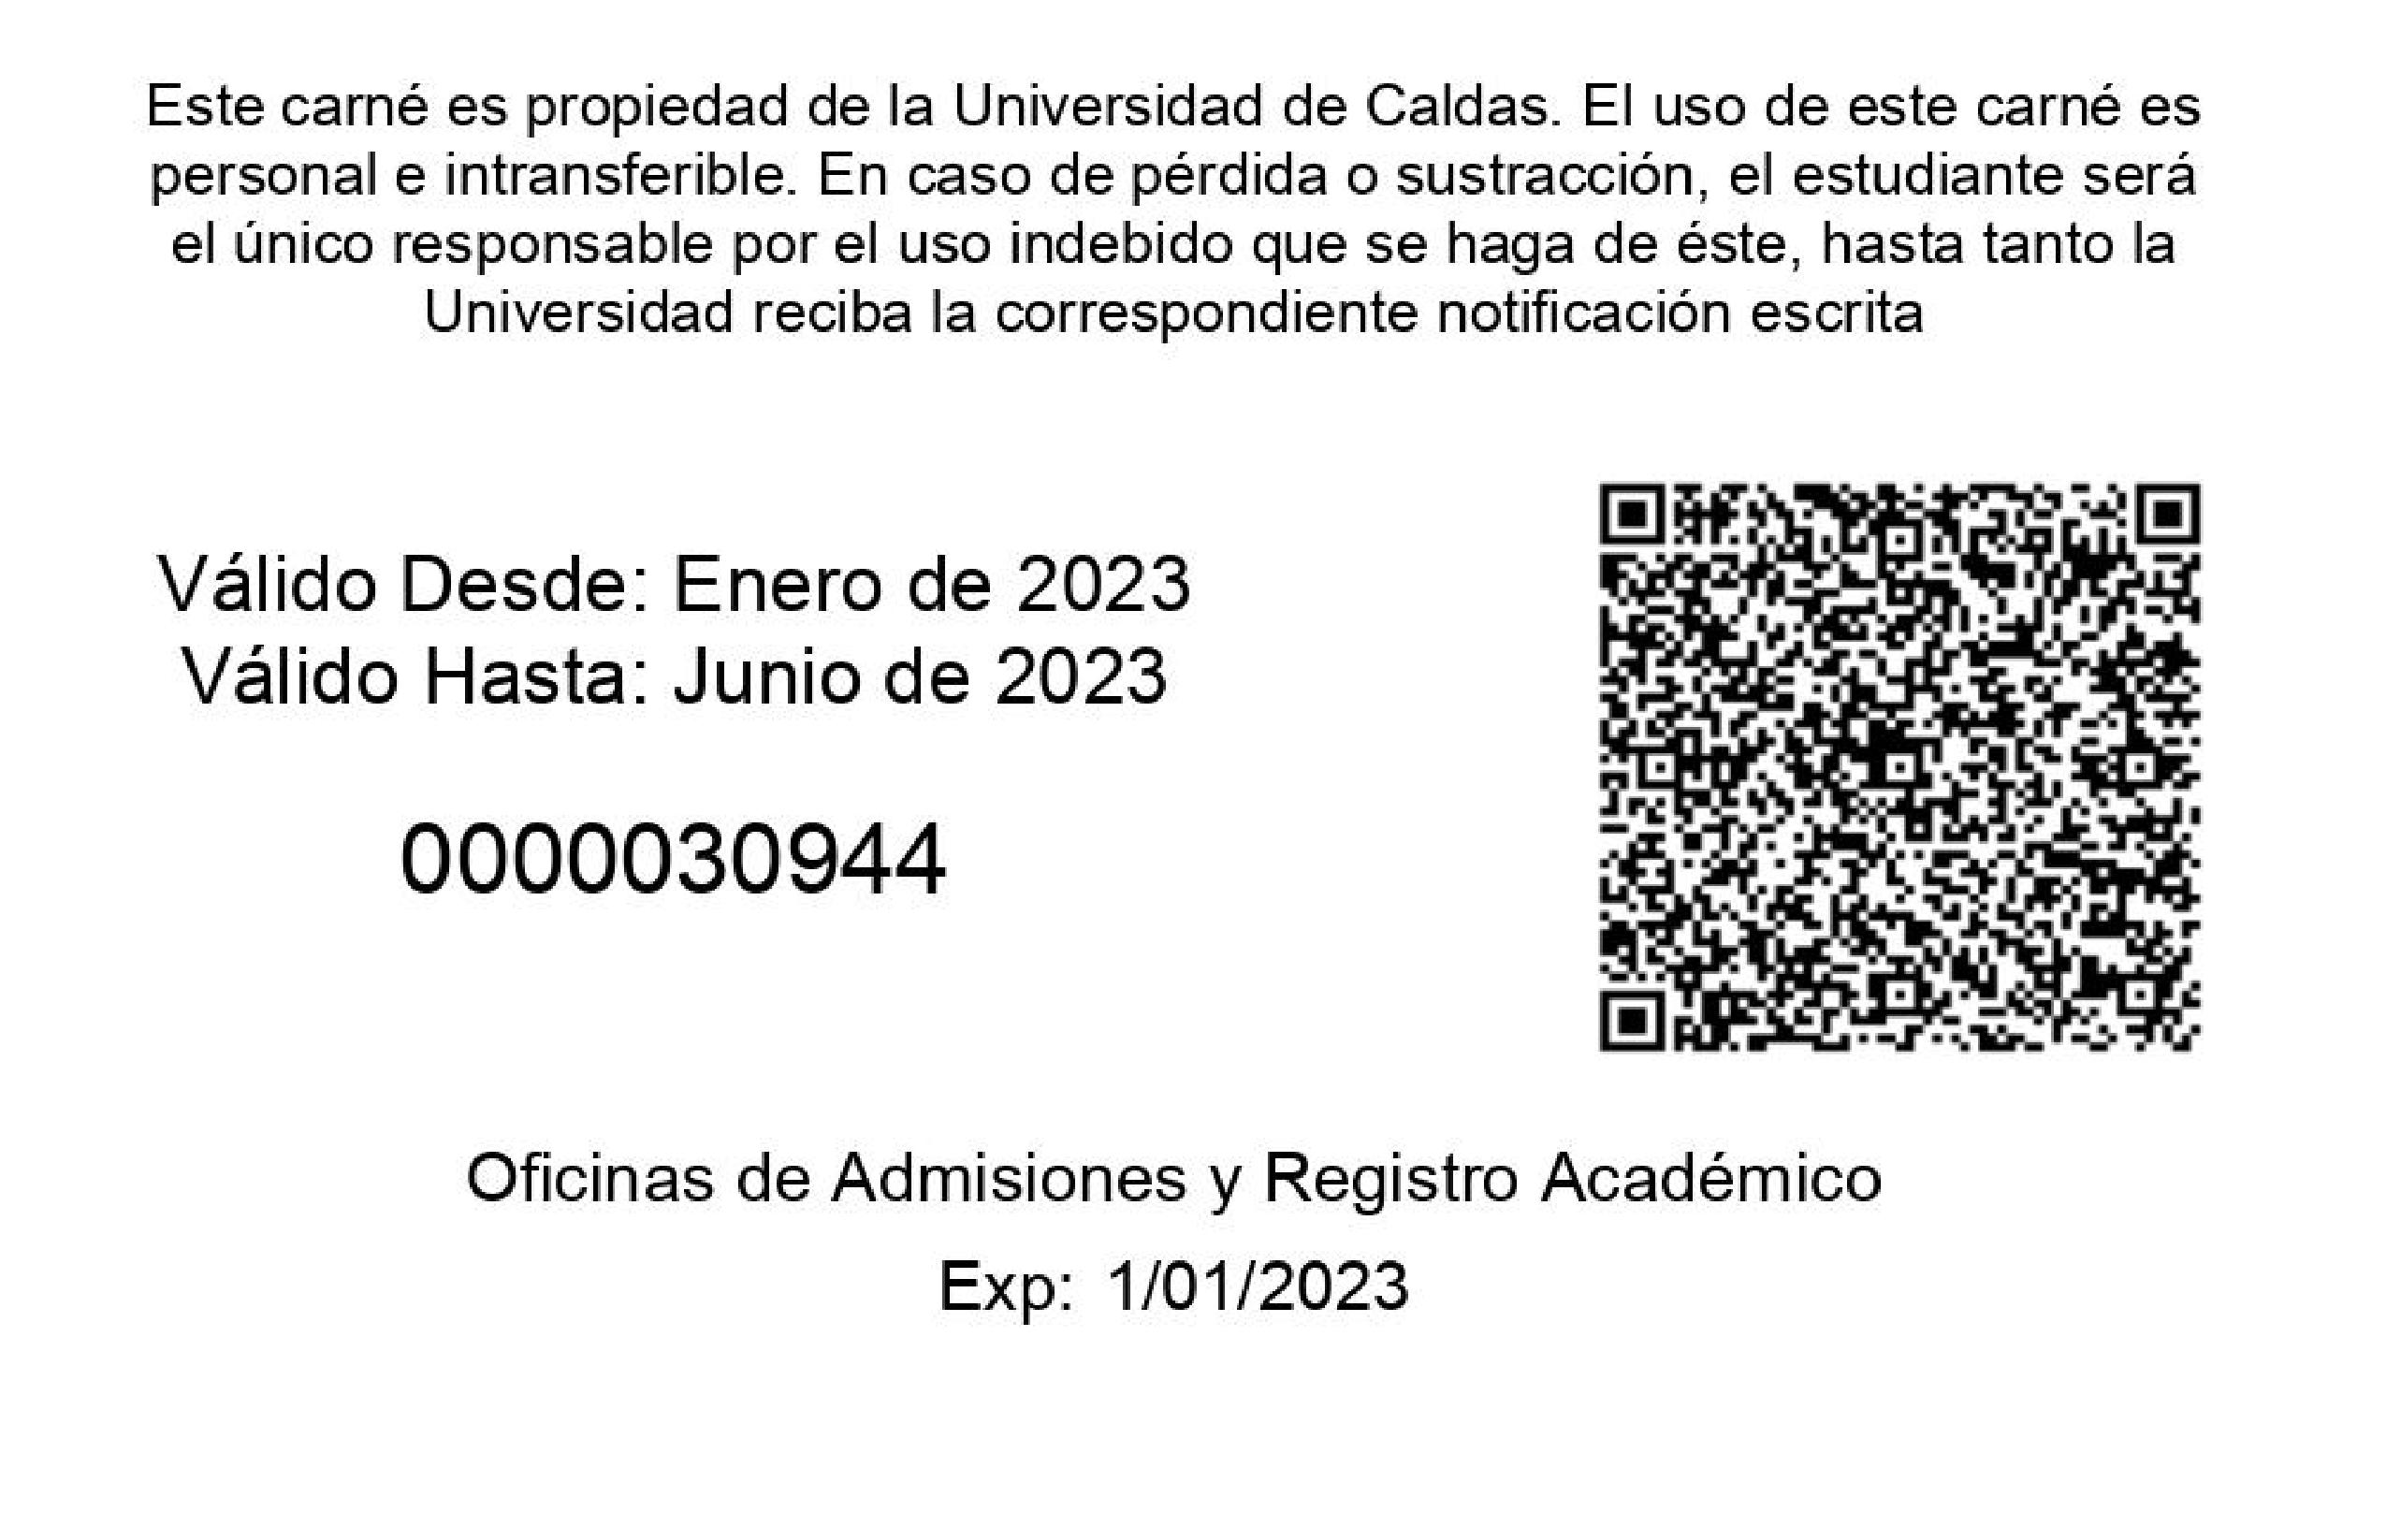 Este carné es propiedad de la Universidad de Caldas. El uso de este carné es
personal e intransferible. En caso de pérdida o sustracción, el estudiante será
el único responsable por el uso indebido que se haga de éste, hasta tanto la
Universidad reciba la correspondiente notificación escrita
Válido Desde: Enero de 2023
Válido Hasta: Junio de 2023
0000030944
Oficinas de Admisiones y Registro Académico
Exp: 1/01/2023